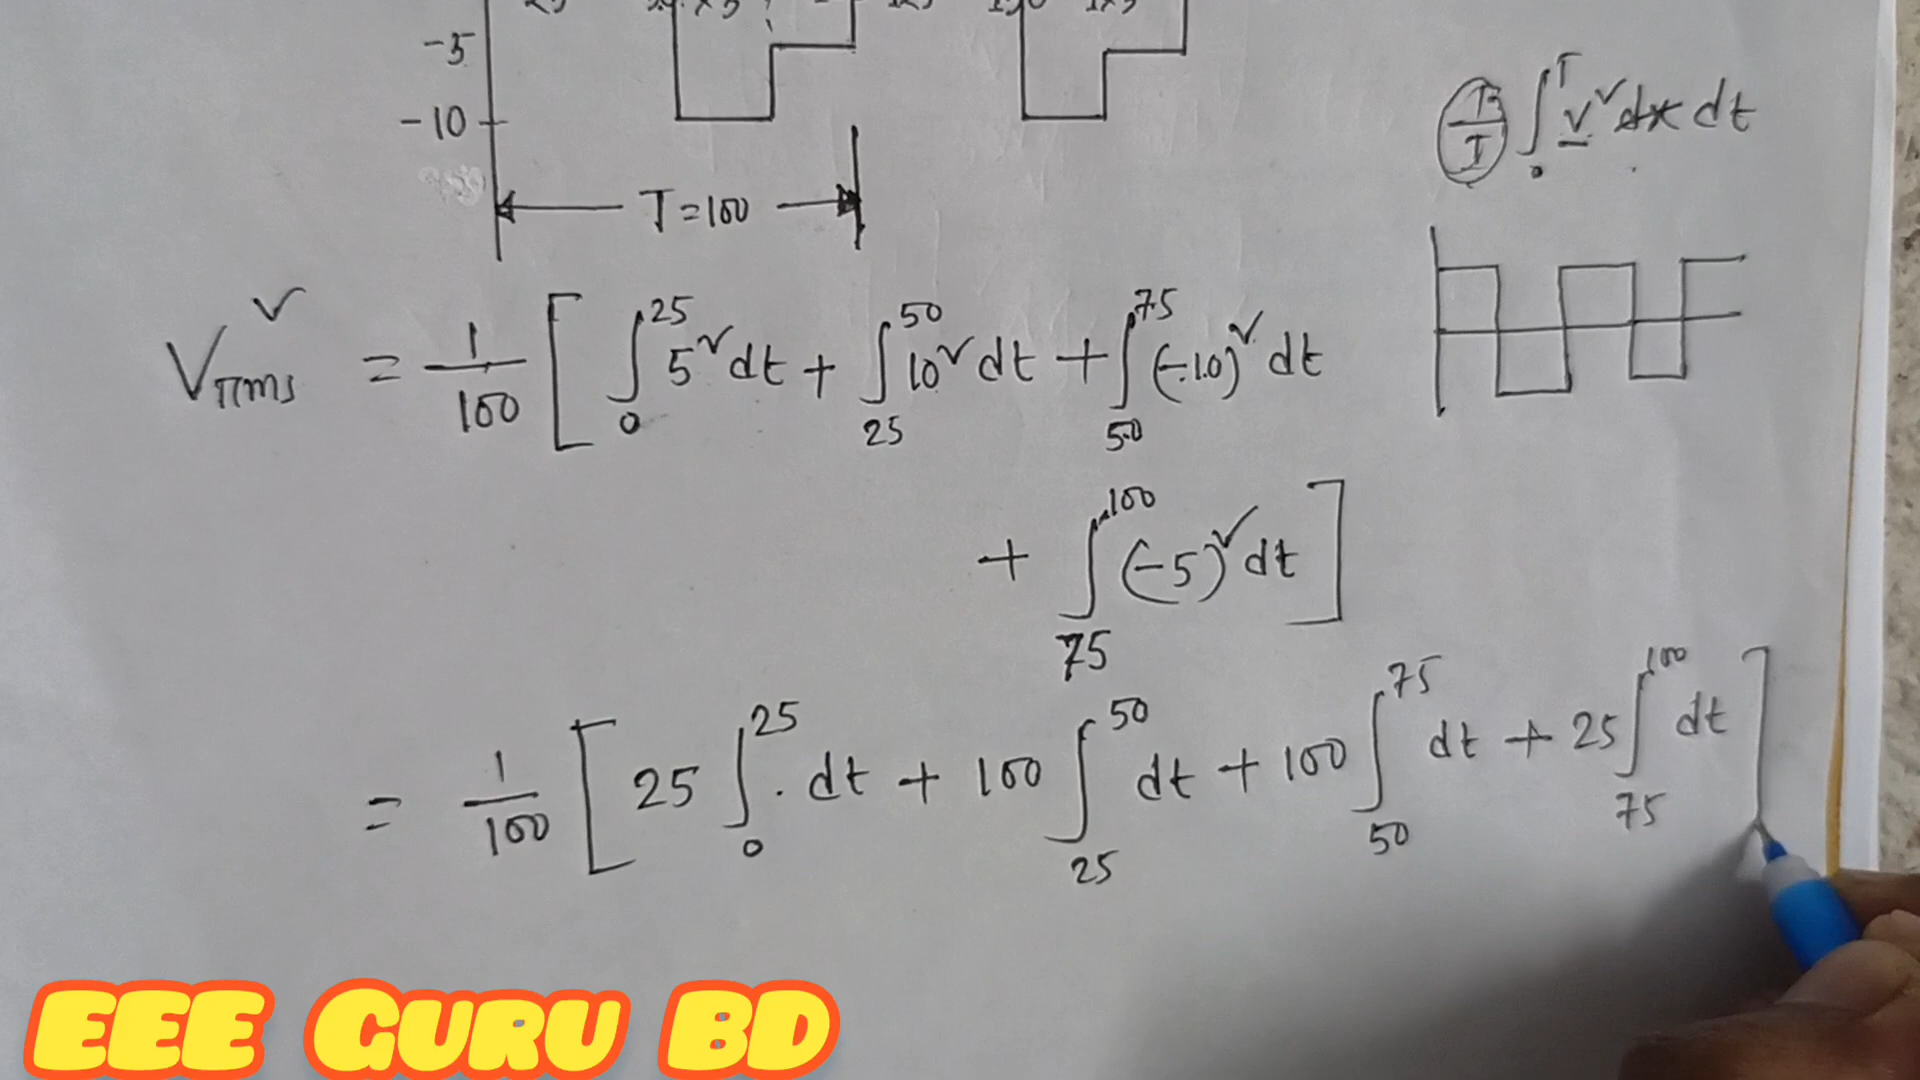 -5
-10
T=100
∫₀ᵀ v² dt
Vrms² = 1/100 [ ∫₀²⁵ 5² dt + ∫₂₅⁵⁰ 10² dt + ∫₅₀⁷⁵ (-10)² dt
+ ∫₇₅¹⁰⁰ (-5)² dt ]
= 1/100 [ 25 ∫₀²⁵ . dt + 100 ∫₂₅⁵⁰ dt + 100 ∫₅₀⁷⁵ dt + 25 ∫₇₅¹⁰⁰ dt ]
EEE GURU BD